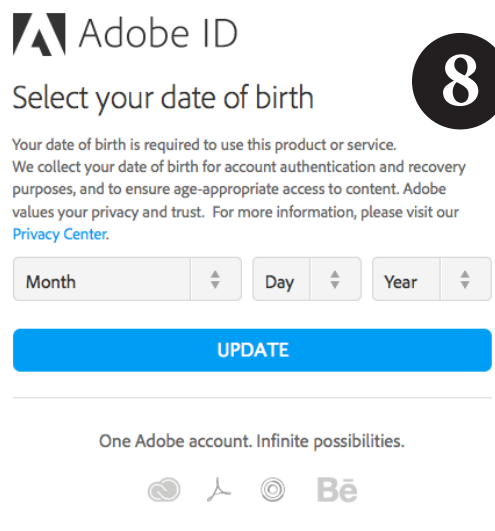 Adobe ID
8
Select your date of birth
Your date of birth is required to use this product or service.
We collect your date of birth for account authentication and recovery
purposes, and to ensure age-appropriate access to content. Adobe
values your privacy and trust. For more information, please visit our
Privacy Center.
Month Day Year
UPDATE
One Adobe account. Infinite possibilities.
Bē